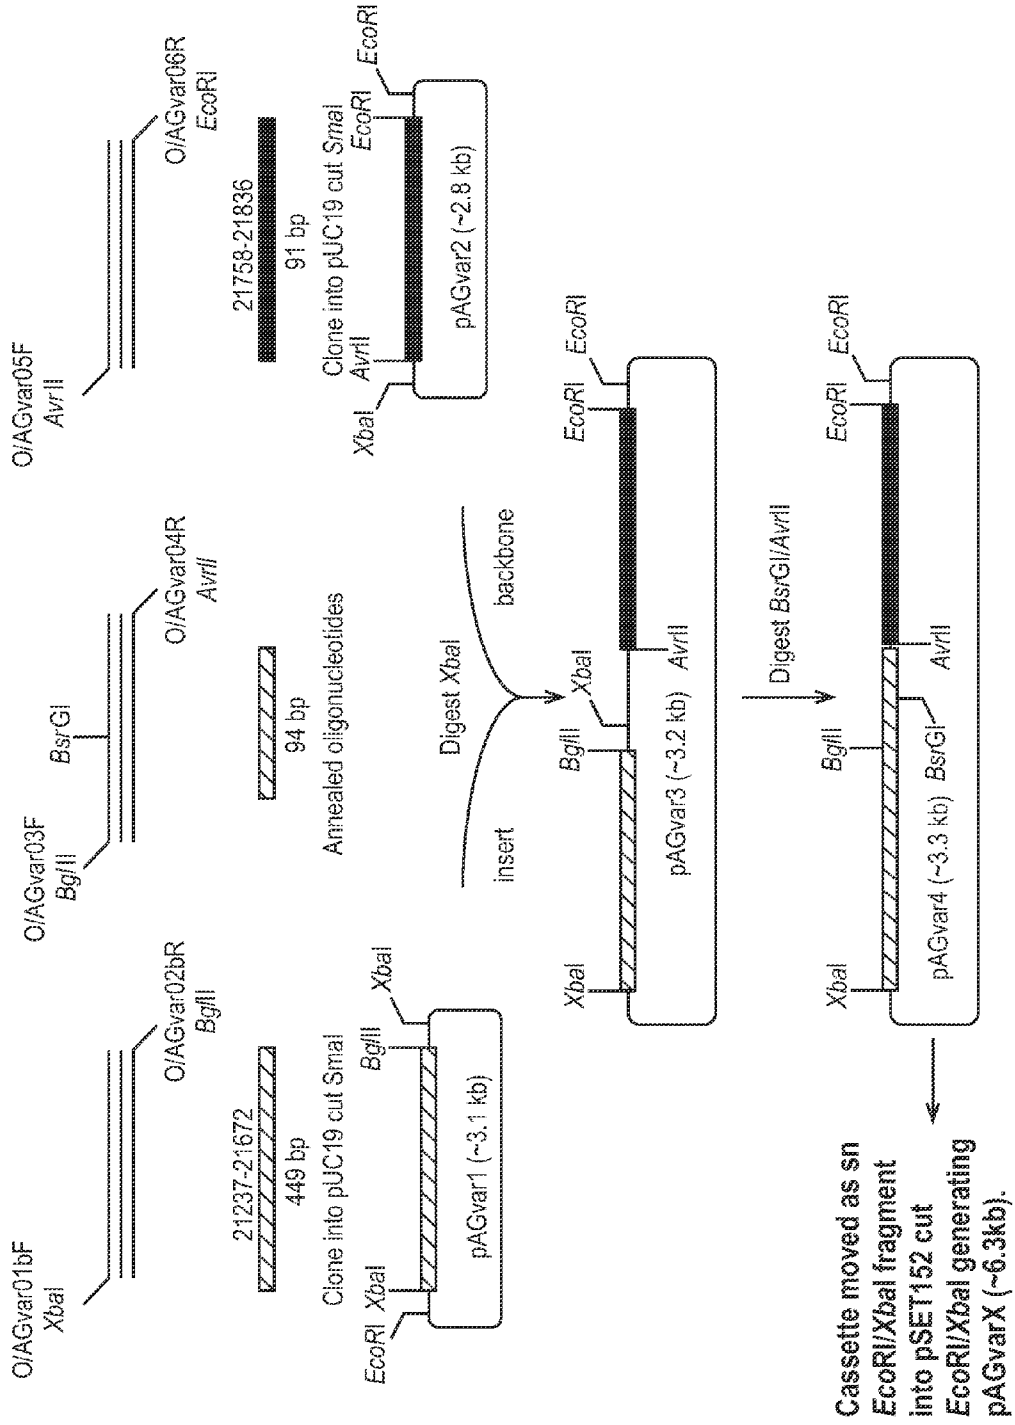 O/AGvar01bF
XbaI
O/AGvar02bR
BglII
21237-21672
449 bp
Clone into pUC19 cut SmaI
EcoRI
XbaI
BglII
XbaI
pAGvar1 (~3.1 kb)
O/AGvar03F
BglII
BsrGI
O/AGvar04R
AvrII
94 bp
Annealed oligonucleotides
O/AGvar05F
AvrII
O/AGvar06R
EcoRI
21758-21836
91 bp
Clone into pUC19 cut SmaI
XbaI
AvrII
EcoRI
EcoRI
pAGvar2 (~2.8 kb)
Digest XbaI
insert
backbone
XbaI
BglII
XbaI
EcoRI
EcoRI
AvrII
pAGvar3 (~3.2 kb)
Digest BsrGI/AvrII
XbaI
BglII
EcoRI
EcoRI
BsrGI
AvrII
pAGvar4 (~3.3 kb)
Cassette moved as sn
EcoRI/XbaI fragment
into pSET152 cut
EcoRI/XbaI generating
pAGvarX (~6.3kb).